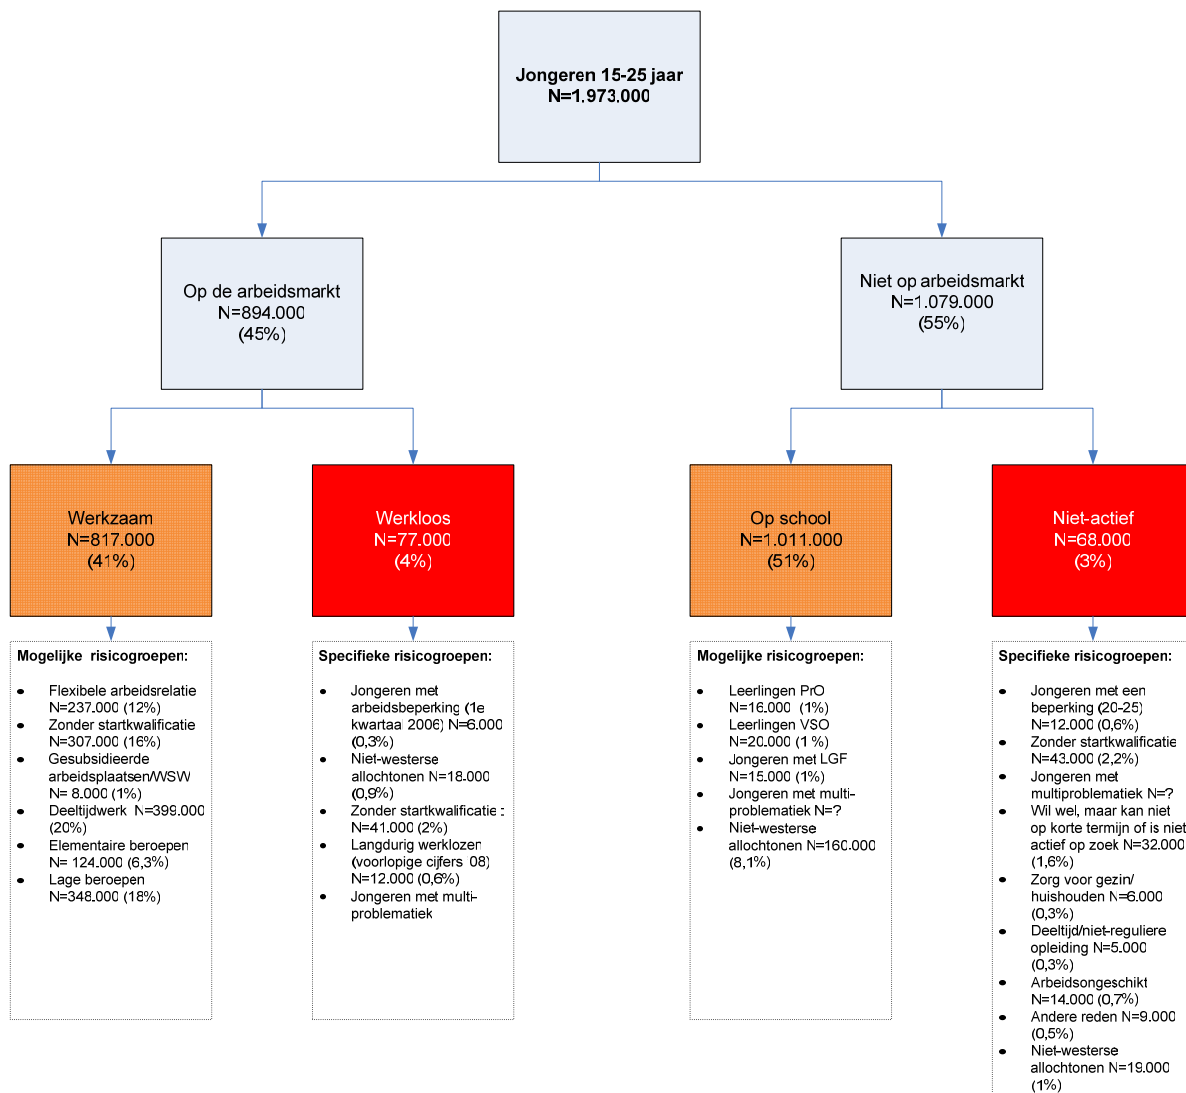 Jongeren 15-25 jaar
N=1.973.000
Op de arbeidsmarkt
N=894.000
(45%)
Niet op arbeidsmarkt
N=1.079.000
(55%)
Werkzaam
N=817.000
(41%)
Werkloos
N=77.000
(4%)
Op school
N=1.011.000
(51%)
Niet-actief
N=68.000
(3%)
Mogelijke risicogroepen:
• Flexibele arbeidsrelatie
N=237.000 (12%)
• Zonder startkwalificatie
N=307.000 (16%)
• Gesubsidieerde
arbeidsplaatsen/WSW
N= 8.000 (1%)
• Deeltijdwerk N=399.000
(20%)
• Elementaire beroepen
N= 124.000 (6,3%)
• Lage beroepen
N=348.000 (18%)
Specifieke risicogroepen:
• Jongeren met
arbeidsbeperking (1e
kwartaal 2006) N=6.000
(0,3%)
• Niet-westerse
allochtonen N=18.000
(0,9%)
• Zonder startkwalificatie :
N=41.000 (2%)
• Langdurig werklozen
(voorlopige cijfers 08)
N=12.000 (0,6%)
• Jongeren met multi-
problematiek
Mogelijke risicogroepen:
• Leerlingen PrO
N=16.000 (1%)
• Leerlingen VSO
N=20.000 (1 %)
• Jongeren met LGF
N=15.000 (1%)
• Jongeren met multi-
problematiek N=?
• Niet-westerse
allochtonen N=160.000
(8,1%)
Specifieke risicogroepen:
• Jongeren met een
beperking (20-25)
N=12.000 (0,6%)
• Zonder startkwalificatie
N=43.000 (2,2%)
• Jongeren met
multiproblematiek N=?
• Wil wel, maar kan niet
op korte termijn of is niet
actief op zoek N=32.000
(1,6%)
• Zorg voor gezin/
huishouden N=6.000
(0,3%)
• Deeltijd/niet-reguliere
opleiding N=5.000
(0,3%)
• Arbeidsongeschikt
N=14.000 (0,7%)
• Andere reden N=9.000
(0,5%)
• Niet-westerse
allochtonen N=19.000
(1%)